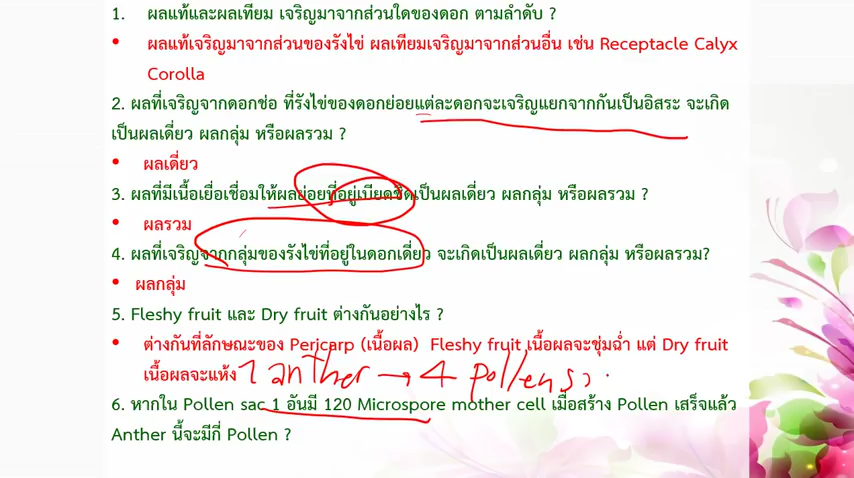 1. ผลแท้และผลเทียม เจริญมาจากส่วนใดของดอก ตามลำดับ ?
• ผลแท้เจริญมาจากส่วนของรังไข่ ผลเทียมเจริญมาจากส่วนอื่น เช่น Receptacle Calyx
Corolla
2. ผลที่เจริญจากดอกช่อ ที่รังไข่ของดอกย่อยแต่ละดอกจะเจริญแยกจากกันเป็นอิสระ จะเกิด
เป็นผลเดี่ยว ผลกลุ่ม หรือผลรวม ?
• ผลเดี่ยว
3. ผลที่มีเนื้อเยื่อเชื่อมให้ผลย่อยที่อยู่เบียดชิดเป็นผลเดี่ยว ผลกลุ่ม หรือผลรวม ?
• ผลรวม
4. ผลที่เจริญจากกลุ่มของรังไข่ที่อยู่ในดอกเดี่ยว จะเกิดเป็นผลเดี่ยว ผลกลุ่ม หรือผลรวม?
• ผลกลุ่ม
5. Fleshy fruit และ Dry fruit ต่างกันอย่างไร ?
• ต่างกันที่ลักษณะของ Pericarp (เนื้อผล) Fleshy fruit เนื้อผลจะชุ่มฉ่ำ แต่ Dry fruit
เนื้อผลจะแห้ง 1 anther → 4 pollen
6. หากใน Pollen sac 1 อันมี 120 Microspore mother cell เมื่อสร้าง Pollen เสร็จแล้ว
Anther นี้จะมีกี่ Pollen ?